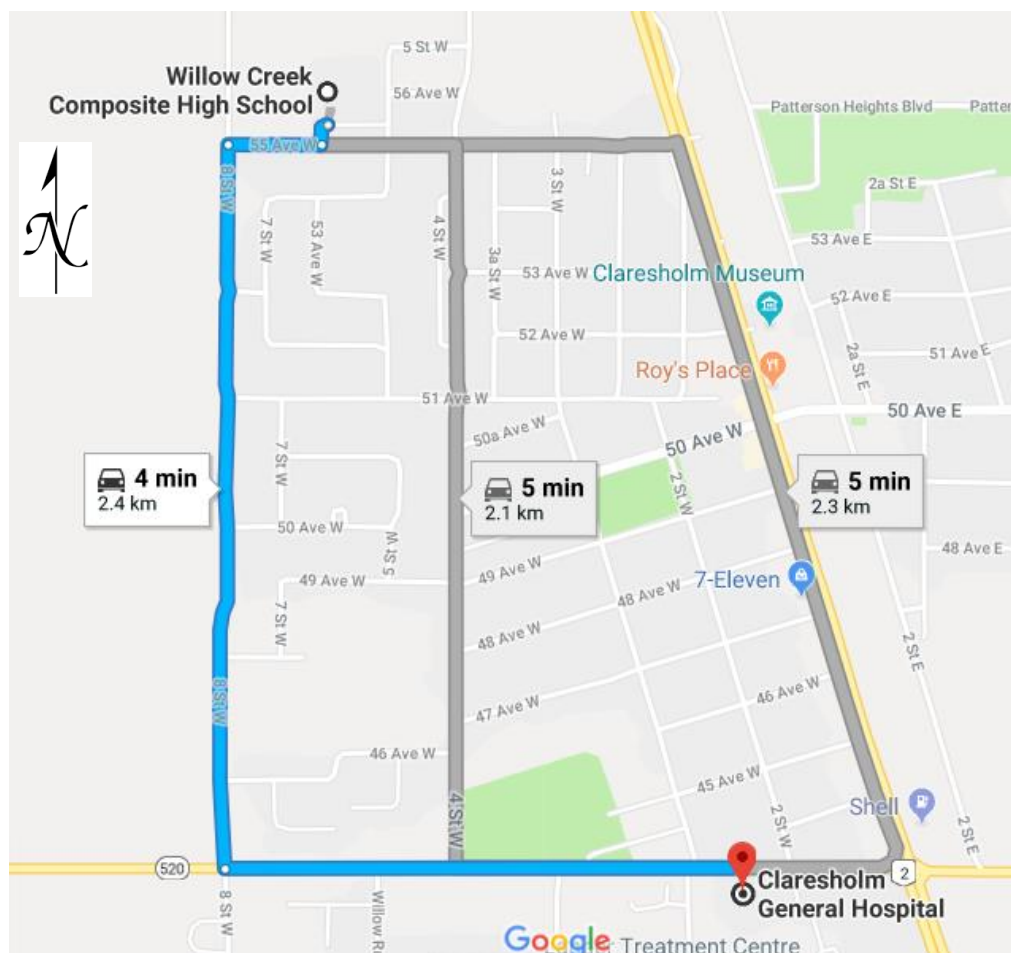 5 St W
Willow Creek
Composite High School
56 Ave W
Patterson Heights Blvd
Patter
55 Ave W
8 St W
N
3 St W
2a St E
7 St W
53 Ave W
4 St W
3a St W
53 Ave E
53 Ave W
Claresholm Museum
52 Ave E
52 Ave W
2a St E
51 Ave E
Roy's Place
51 Ave W
50 Ave E
50a Ave W
50 Ave W
7 St W
4 min
2.4 km
5 min
2.1 km
2 St W
5 min
2.3 km
50 Ave W
5 St W
48 Ave E
49 Ave W
49 Ave W
7-Eleven
48 Ave W
7 St W
48 Ave W
2 St E
8 St W
46 Ave W
47 Ave W
46 Ave W
45 Ave W
4 St W
Shell
2 St W
2 St E
520
2
Claresholm
General Hospital
8 St W
Willow R
Google
Treatment Centre